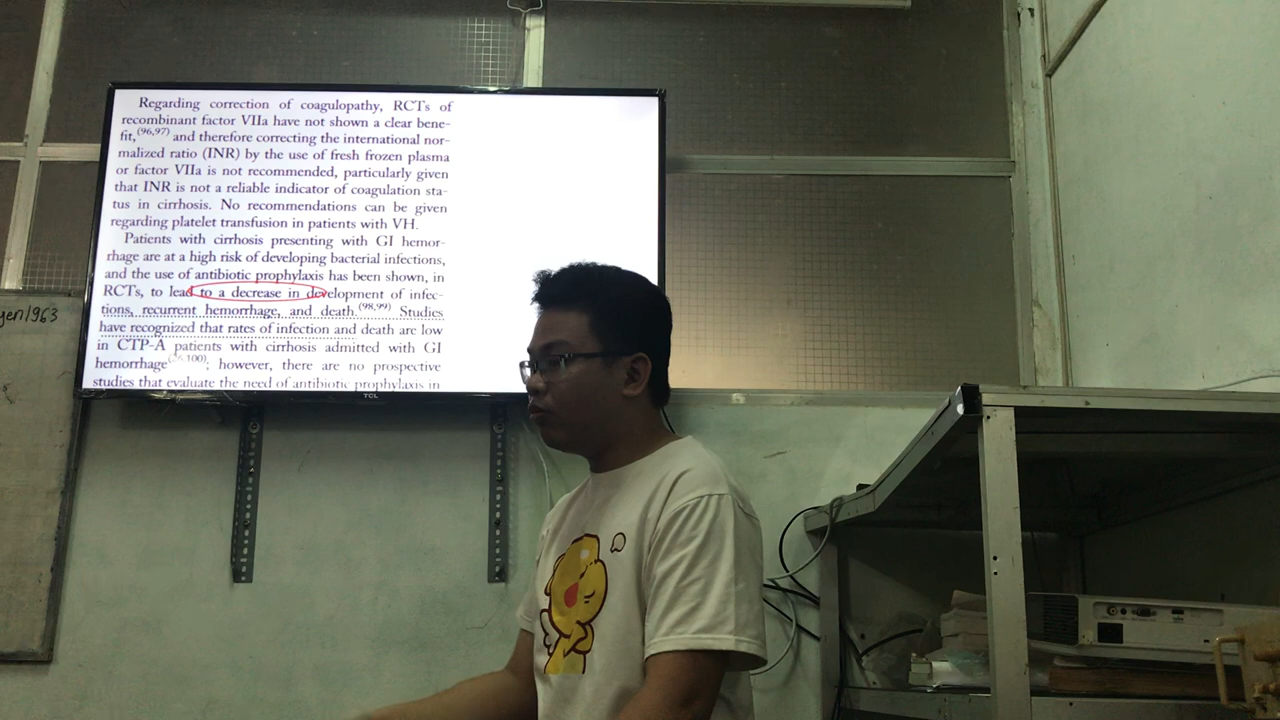 Regarding correction of coagulopathy, RCTs of
recombinant factor VIIa have not shown a clear bene-
fit,(96,97) and therefore correcting the international nor-
malized ratio (INR) by the use of fresh frozen plasma
or factor VIIa is not recommended, particularly given
that INR is not a reliable indicator of coagulation sta-
tus in cirrhosis. No recommendations can be given
regarding platelet transfusion in patients with VH.
Patients with cirrhosis presenting with GI hemor-
rhage are at a high risk of developing bacterial infections,
and the use of antibiotic prophylaxis has been shown, in
RCTs, to lead to a decrease in development of infec-
tions, recurrent hemorrhage, and death.(98,99) Studies
have recognized that rates of infection and death are low
in CTP-A patients with cirrhosis admitted with GI
hemorrhage(56,100); however, there are no prospective
studies that evaluate the need of antibiotic prophylaxis in
TCL
yen1963